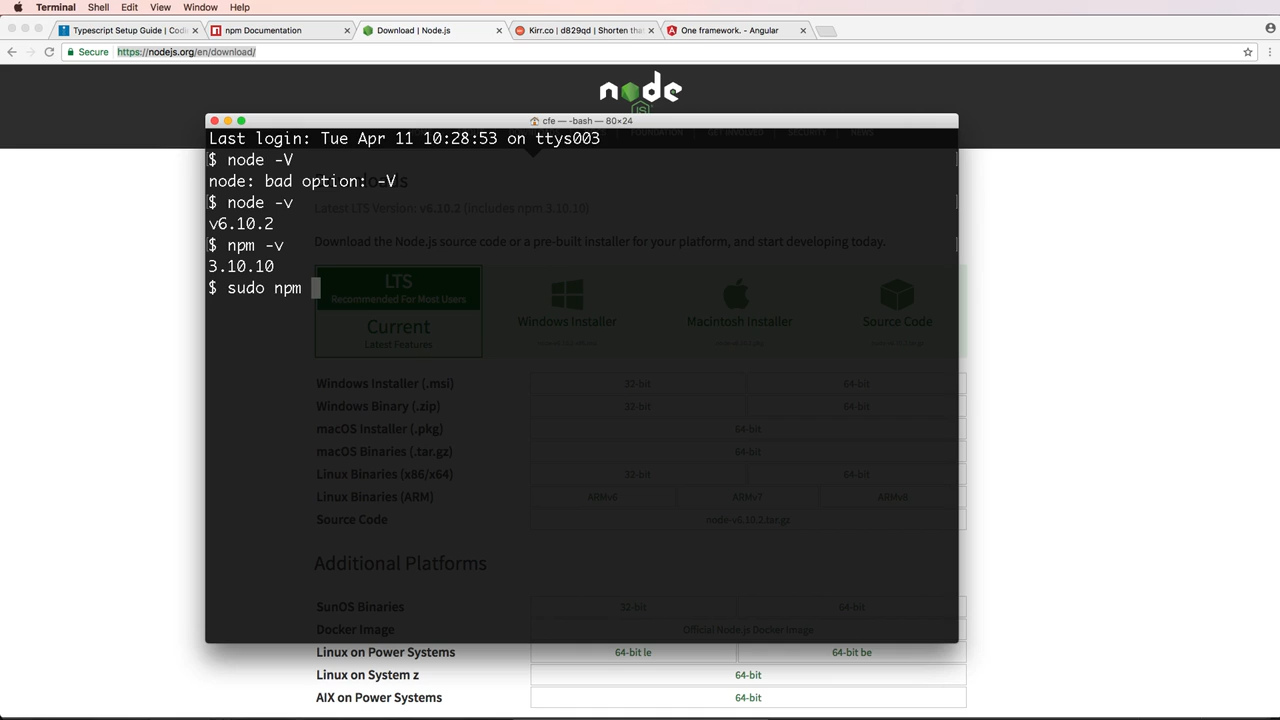 Terminal Shell Edit View Window Help
Typescript Setup Guide | Codi
npm Documentation
Download | Node.js
Kirr.co | d829qd | Shorten tha
One framework. - Angular
Secure https://nodejs.org/en/download/
node
JS
FOUNDATION GET INVOLVED SECURITY NEWS
cfe — -bash — 80×24
Last login: Tue Apr 11 10:28:53 on ttys003
$ node -V
node: bad option: -V
$ node -v
v6.10.2
$ npm -v
3.10.10
$ sudo npm
Latest LTS Version: v6.10.2 (includes npm 3.10.10)
Download the Node.js source code or a pre-built installer for your platform, and start developing today.
LTS
Recommended For Most Users
Current
Latest Features
Windows Installer
Macintosh Installer
Source Code
Windows Installer (.msi) 32-bit 64-bit
Windows Binary (.zip) 32-bit 64-bit
macOS Installer (.pkg) 64-bit
macOS Binaries (.tar.gz) 64-bit
Linux Binaries (x86/x64) 32-bit 64-bit
Linux Binaries (ARM) ARMv6 ARMv7 ARMv8
Source Code node-v6.10.2.tar.gz
Additional Platforms
SunOS Binaries 32-bit 64-bit
Docker Image Official Node.js Docker Image
Linux on Power Systems 64-bit le 64-bit be
Linux on System z 64-bit
AIX on Power Systems 64-bit